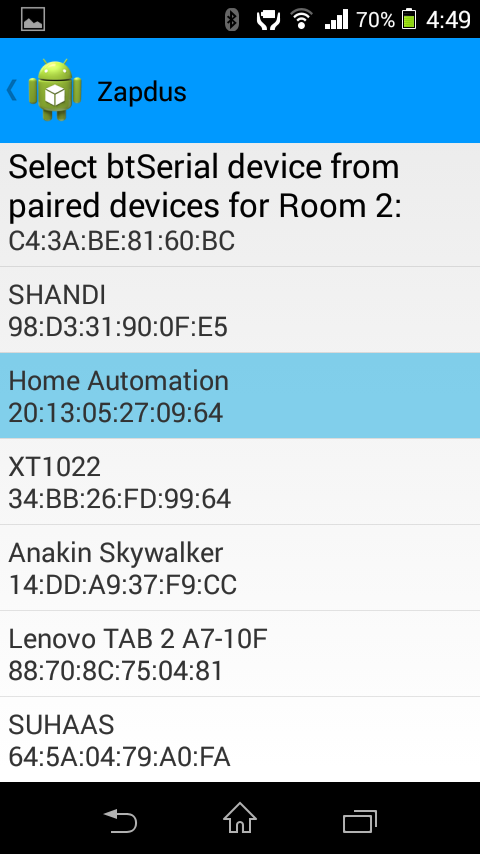 70% 4:49
Zapdus
Select btSerial device from
paired devices for Room 2:
C4:3A:BE:81:60:BC
SHANDI
98:D3:31:90:0F:E5
Home Automation
20:13:05:27:09:64
XT1022
34:BB:26:FD:99:64
Anakin Skywalker
14:DD:A9:37:F9:CC
Lenovo TAB 2 A7-10F
88:70:8C:75:04:81
SUHAAS
64:5A:04:79:A0:FA